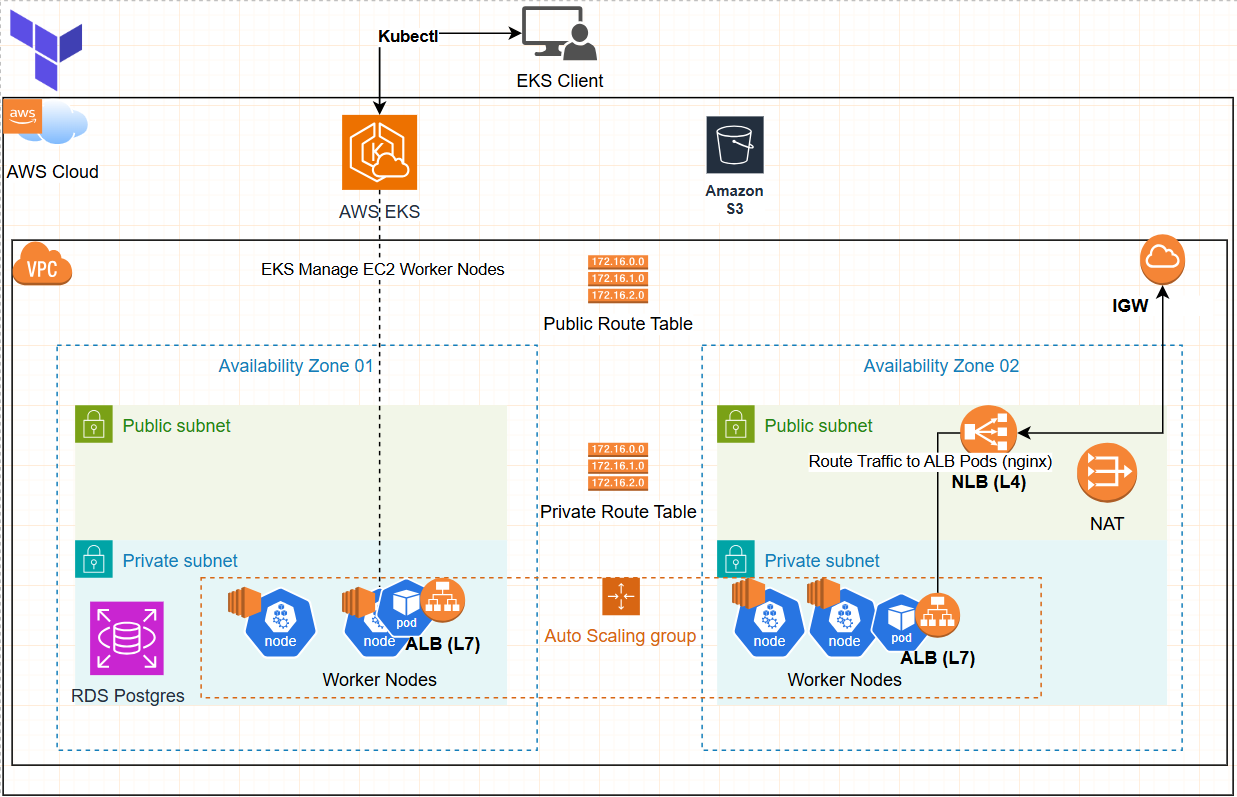 Kubectl
EKS Client
aws
AWS Cloud
K
AWS EKS
Amazon
S3
VPC
EKS Manage EC2 Worker Nodes
172.16.0.0
172.16.1.0
172.16.2.0
Public Route Table
IGW
Availability Zone 01
Availability Zone 02
Public subnet
Public subnet
Route Traffic to ALB Pods (nginx)
NLB (L4)
NAT
172.16.0.0
172.16.1.0
172.16.2.0
Private Route Table
Private subnet
Private subnet
node
node
pod
ALB (L7)
Worker Nodes
RDS Postgres
Auto Scaling group
node
node
pod
ALB (L7)
Worker Nodes